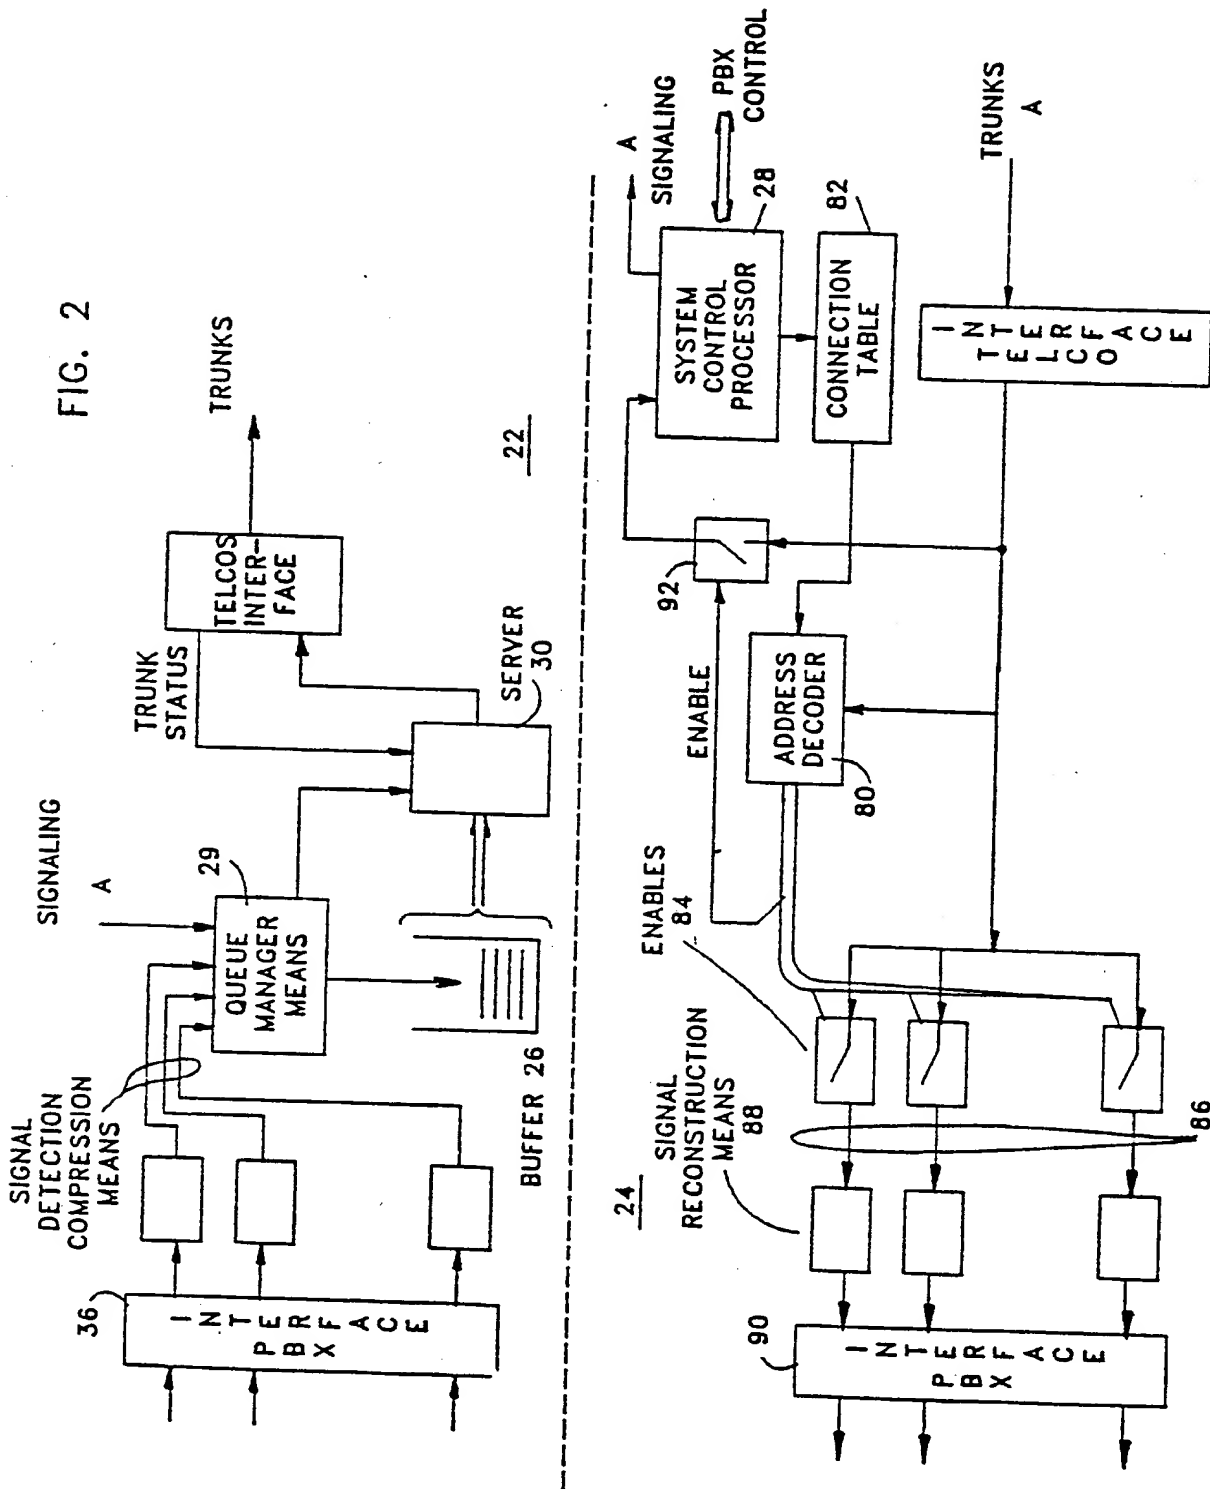 FIG. 2
SIGNAL
DETECTION
COMPRESSION
MEANS
36
INTERFACE
PBX
SIGNALING
A
29
QUEUE
MANAGER
MEANS
BUFFER 26
TRUNK
STATUS
TELCOS
INTER-
FACE
TRUNKS
SERVER
30
22
24
SIGNAL
RECONSTRUCTION
MEANS
88
90
INTERFACE
PBX
ENABLES
84
86
ENABLE
ADDRESS
DECODER
80
92
A
SIGNALING
SYSTEM
CONTROL
PROCESSOR
28
PBX
CONTROL
CONNECTION
TABLE
82
INTERFACE
TELCO
TRUNKS
A